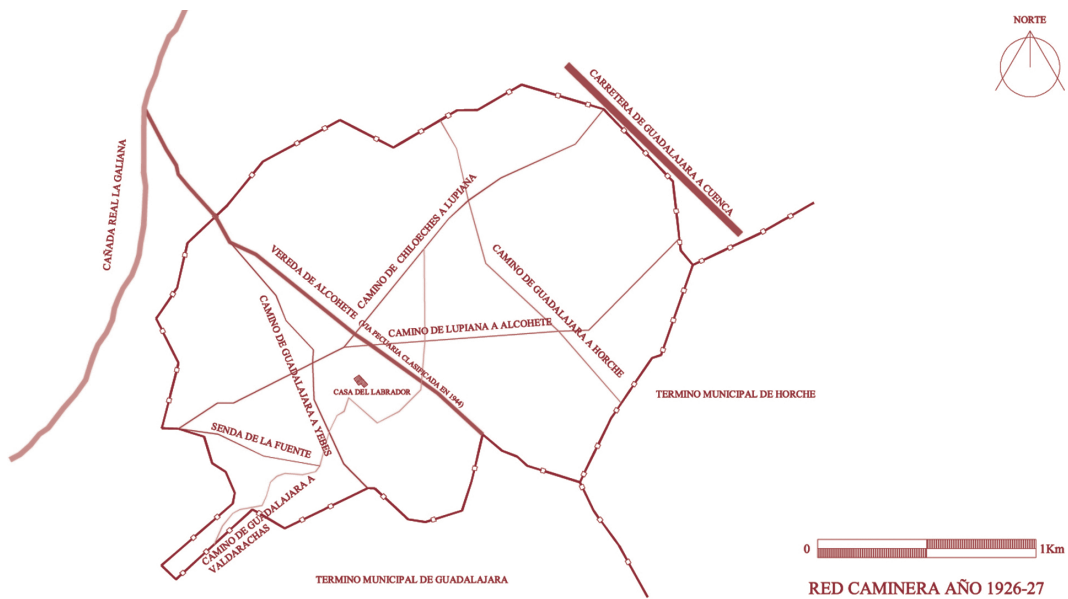 NORTE
CARRETERA DE GUADALAJARA A CUENCA
CAÑADA REAL LA GALIANA
CAMINO DE CHILOECHES A LUPIANA
VEREDA DE ALCOHETE
(VIA PECUARIA CLASIFICADA EN 1944)
CAMINO DE GUADALAJARA A HORCHE
CAMINO DE LUPIANA A ALCOHETE
CAMINO DE GUADALAJARA A YEBES
CASA DEL LABRADOR
TERMINO MUNICIPAL DE HORCHE
SENDA DE LA FUENTE
CAMINO DE GUADALAJARA A
VALDARACHAS
TERMINO MUNICIPAL DE GUADALAJARA
0 1Km
RED CAMINERA AÑO 1926-27